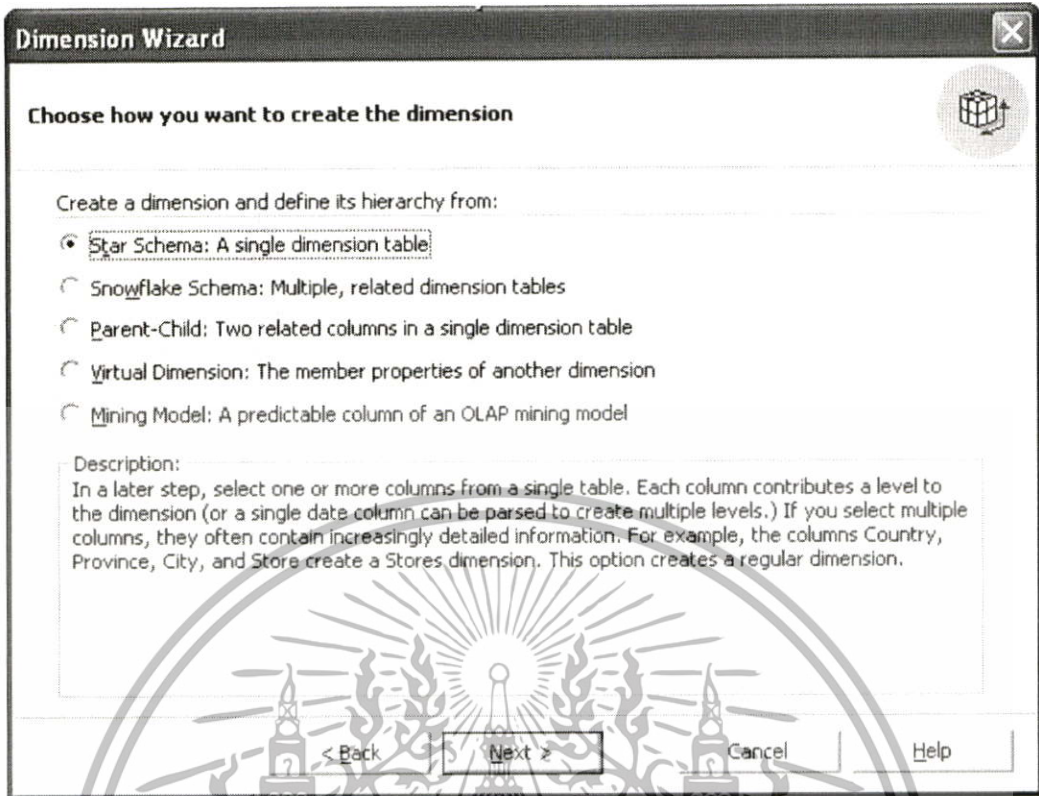 Dimension Wizard
Choose how you want to create the dimension
Create a dimension and define its hierarchy from:
Star Schema: A single dimension table
Snowflake Schema: Multiple, related dimension tables
Parent-Child: Two related columns in a single dimension table
Virtual Dimension: The member properties of another dimension
Mining Model: A predictable column of an OLAP mining model
Description:
In a later step, select one or more columns from a single table. Each column contributes a level to
the dimension (or a single date column can be parsed to create multiple levels.) If you select multiple
columns, they often contain increasingly detailed information. For example, the columns Country,
Province, City, and Store create a Stores dimension. This option creates a regular dimension.
< Back
Next >
Cancel
Help